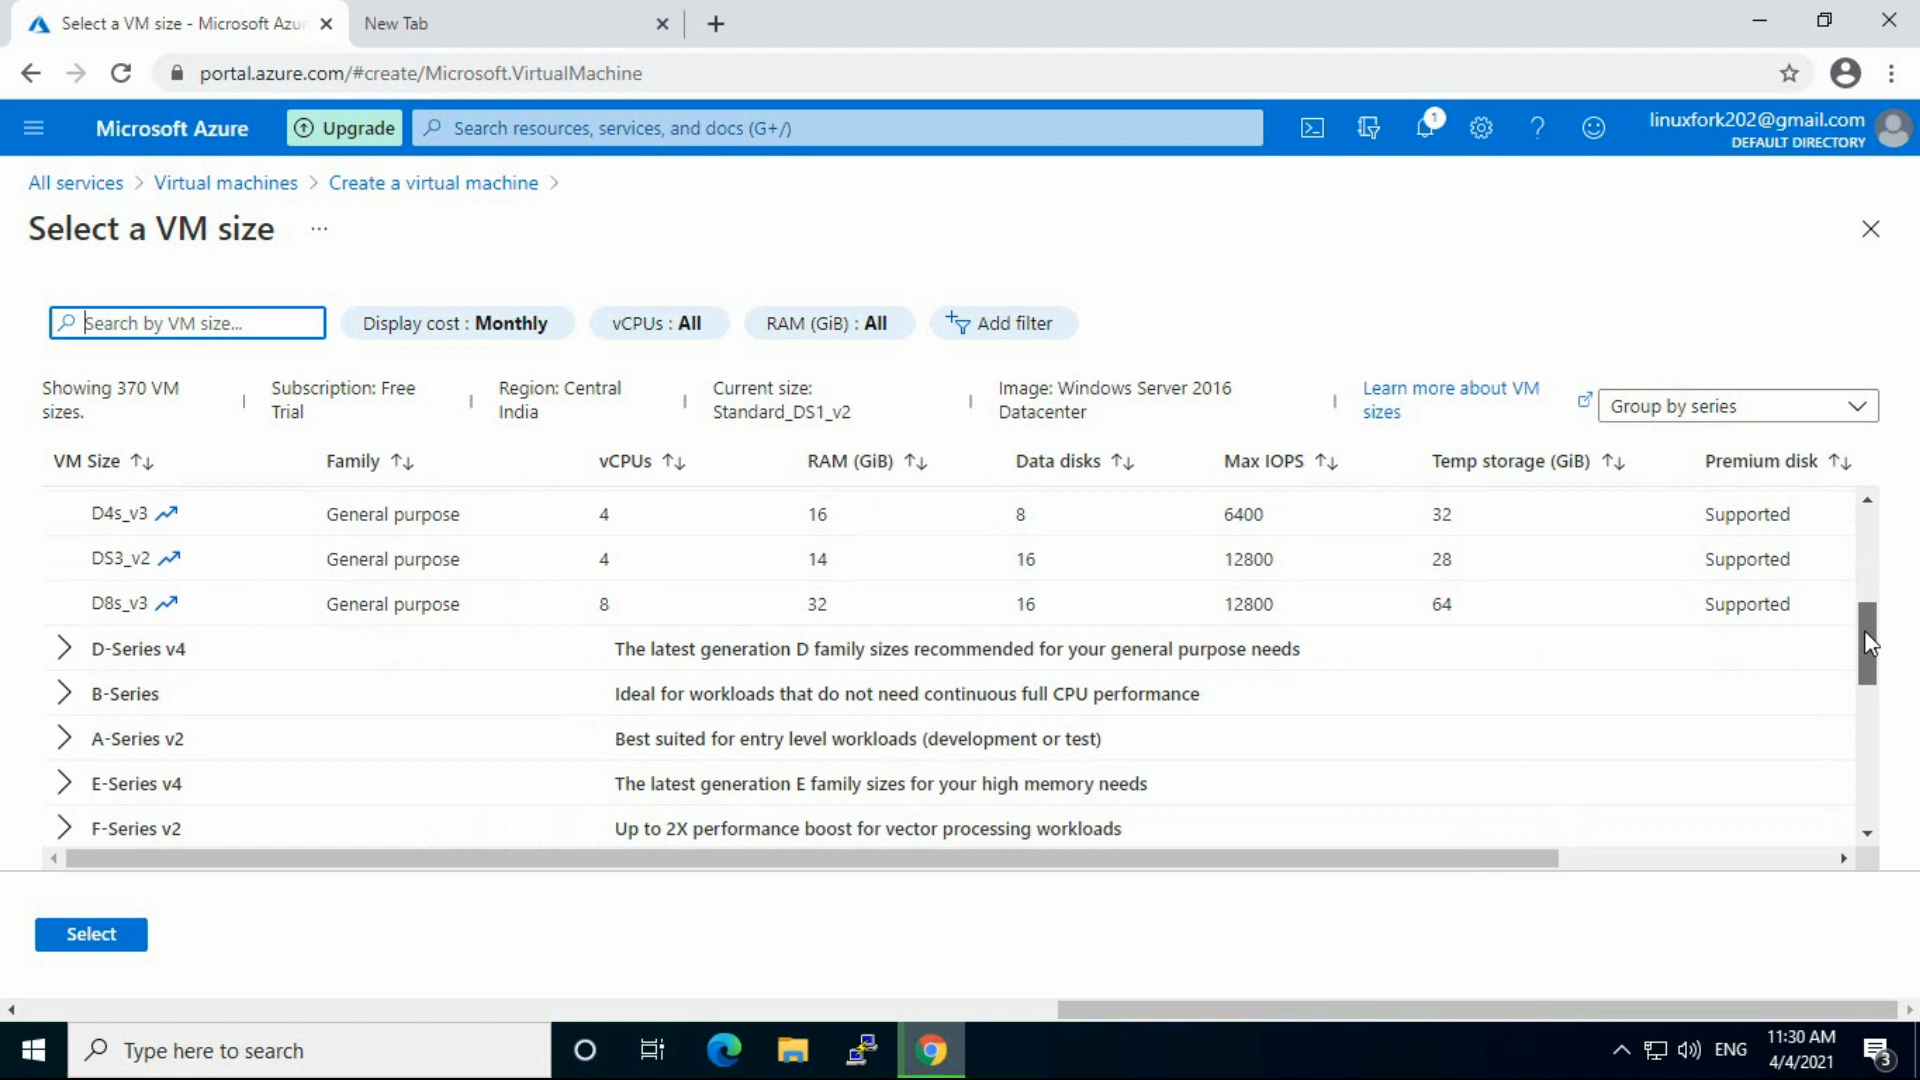 Select a VM size - Microsoft Azur
New Tab
portal.azure.com/#create/Microsoft.VirtualMachine
Microsoft Azure
Upgrade
Search resources, services, and docs (G+/)
1
linuxfork202@gmail.com
DEFAULT DIRECTORY
All services > Virtual machines > Create a virtual machine >
Select a VM size ...
Search by VM size...
Display cost : Monthly
vCPUs : All
RAM (GiB) : All
Add filter
Showing 370 VM sizes.
Subscription: Free Trial
Region: Central India
Current size: Standard_DS1_v2
Image: Windows Server 2016 Datacenter
Learn more about VM sizes
Group by series
VM Size Family vCPUs RAM (GiB) Data disks Max IOPS Temp storage (GiB) Premium disk
D4s_v3 General purpose 4 16 8 6400 32 Supported
DS3_v2 General purpose 4 14 16 12800 28 Supported
D8s_v3 General purpose 8 32 16 12800 64 Supported
D-Series v4 The latest generation D family sizes recommended for your general purpose needs
B-Series Ideal for workloads that do not need continuous full CPU performance
A-Series v2 Best suited for entry level workloads (development or test)
E-Series v4 The latest generation E family sizes for your high memory needs
F-Series v2 Up to 2X performance boost for vector processing workloads
Select
Type here to search
ENG
11:30 AM
4/4/2021
3